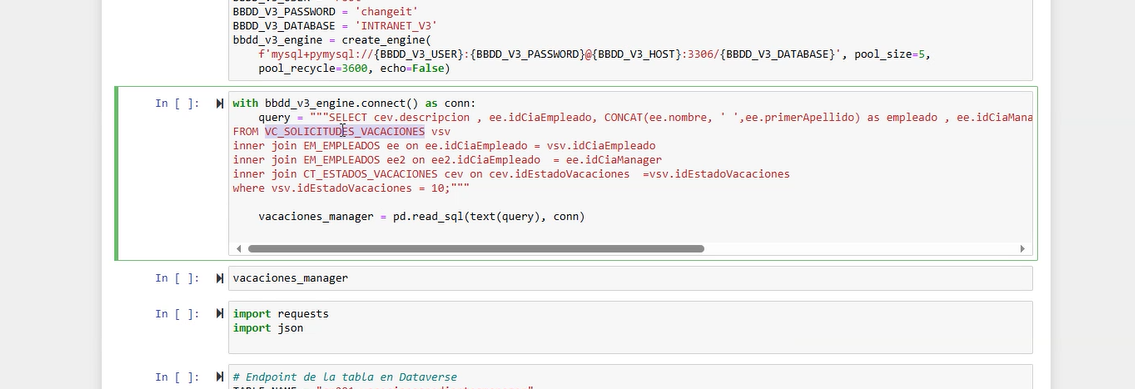 BBDD_V3_PASSWORD = 'changeit'
BBDD_V3_DATABASE = 'INTRANET_V3'
bbdd_v3_engine = create_engine(
f'mysql+pymysql://{BBDD_V3_USER}:{BBDD_V3_PASSWORD}@{BBDD_V3_HOST}:3306/{BBDD_V3_DATABASE}', pool_size=5,
pool_recycle=3600, echo=False)
In [ ]:
with bbdd_v3_engine.connect() as conn:
query = """SELECT cev.descripcion , ee.idCiaEmpleado, CONCAT(ee.nombre, ' ',ee.primerApellido) as empleado , ee.idCiaMana
FROM VC_SOLICITUDES_VACACIONES vsv
inner join EM_EMPLEADOS ee on ee.idCiaEmpleado = vsv.idCiaEmpleado
inner join EM_EMPLEADOS ee2 on ee2.idCiaEmpleado  = ee.idCiaManager
inner join CT_ESTADOS_VACACIONES cev on cev.idEstadoVacaciones  =vsv.idEstadoVacaciones
where vsv.idEstadoVacaciones = 10;"""
vacaciones_manager = pd.read_sql(text(query), conn)
In [ ]:
vacaciones_manager
In [ ]:
import requests
import json
In [ ]:
# Endpoint de la tabla en Dataverse